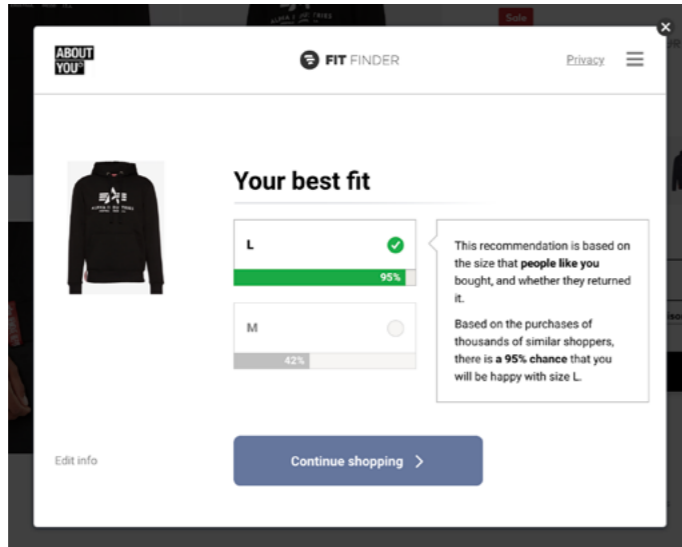 Sale
ABOUT
YOU°
FIT FINDER
Privacy
Your best fit
L
95%
M
42%
This recommendation is based on
the size that people like you
bought, and whether they returned
it.
Based on the purchases of
thousands of similar shoppers,
there is a 95% chance that you
will be happy with size L.
Edit info
Continue shopping